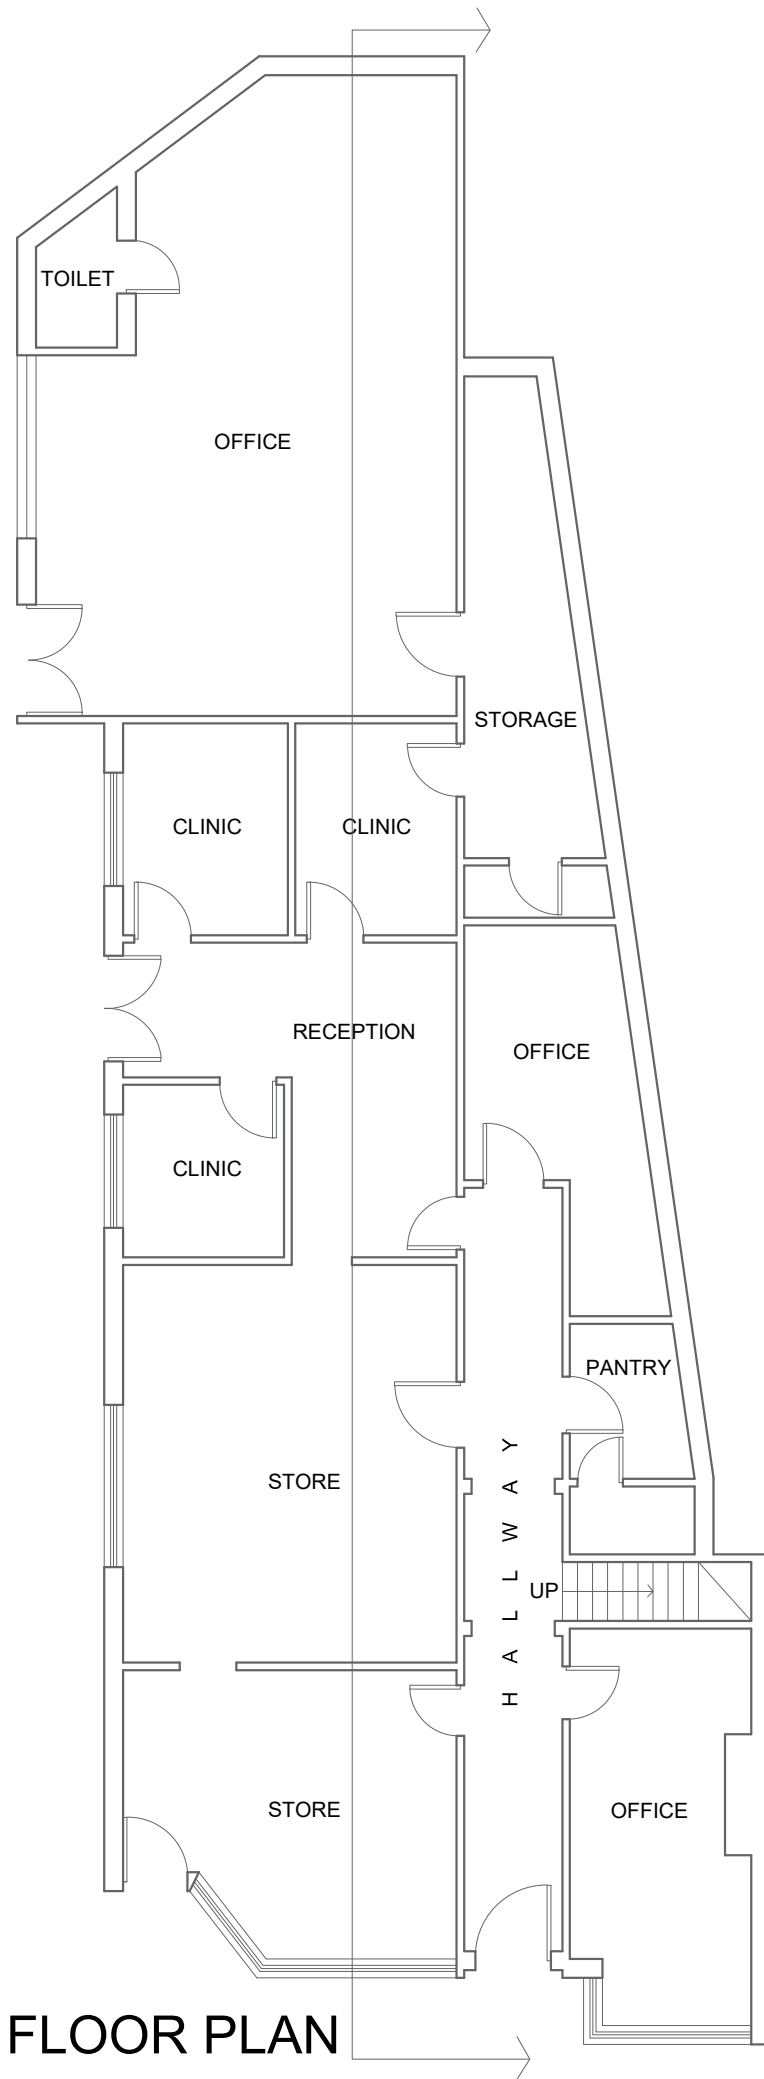 TOILET
OFFICE
STORAGE
CLINIC
CLINIC
RECEPTION
OFFICE
CLINIC
PANTRY
STORE
HALLWAY
UP
STORE
OFFICE
FLOOR PLAN